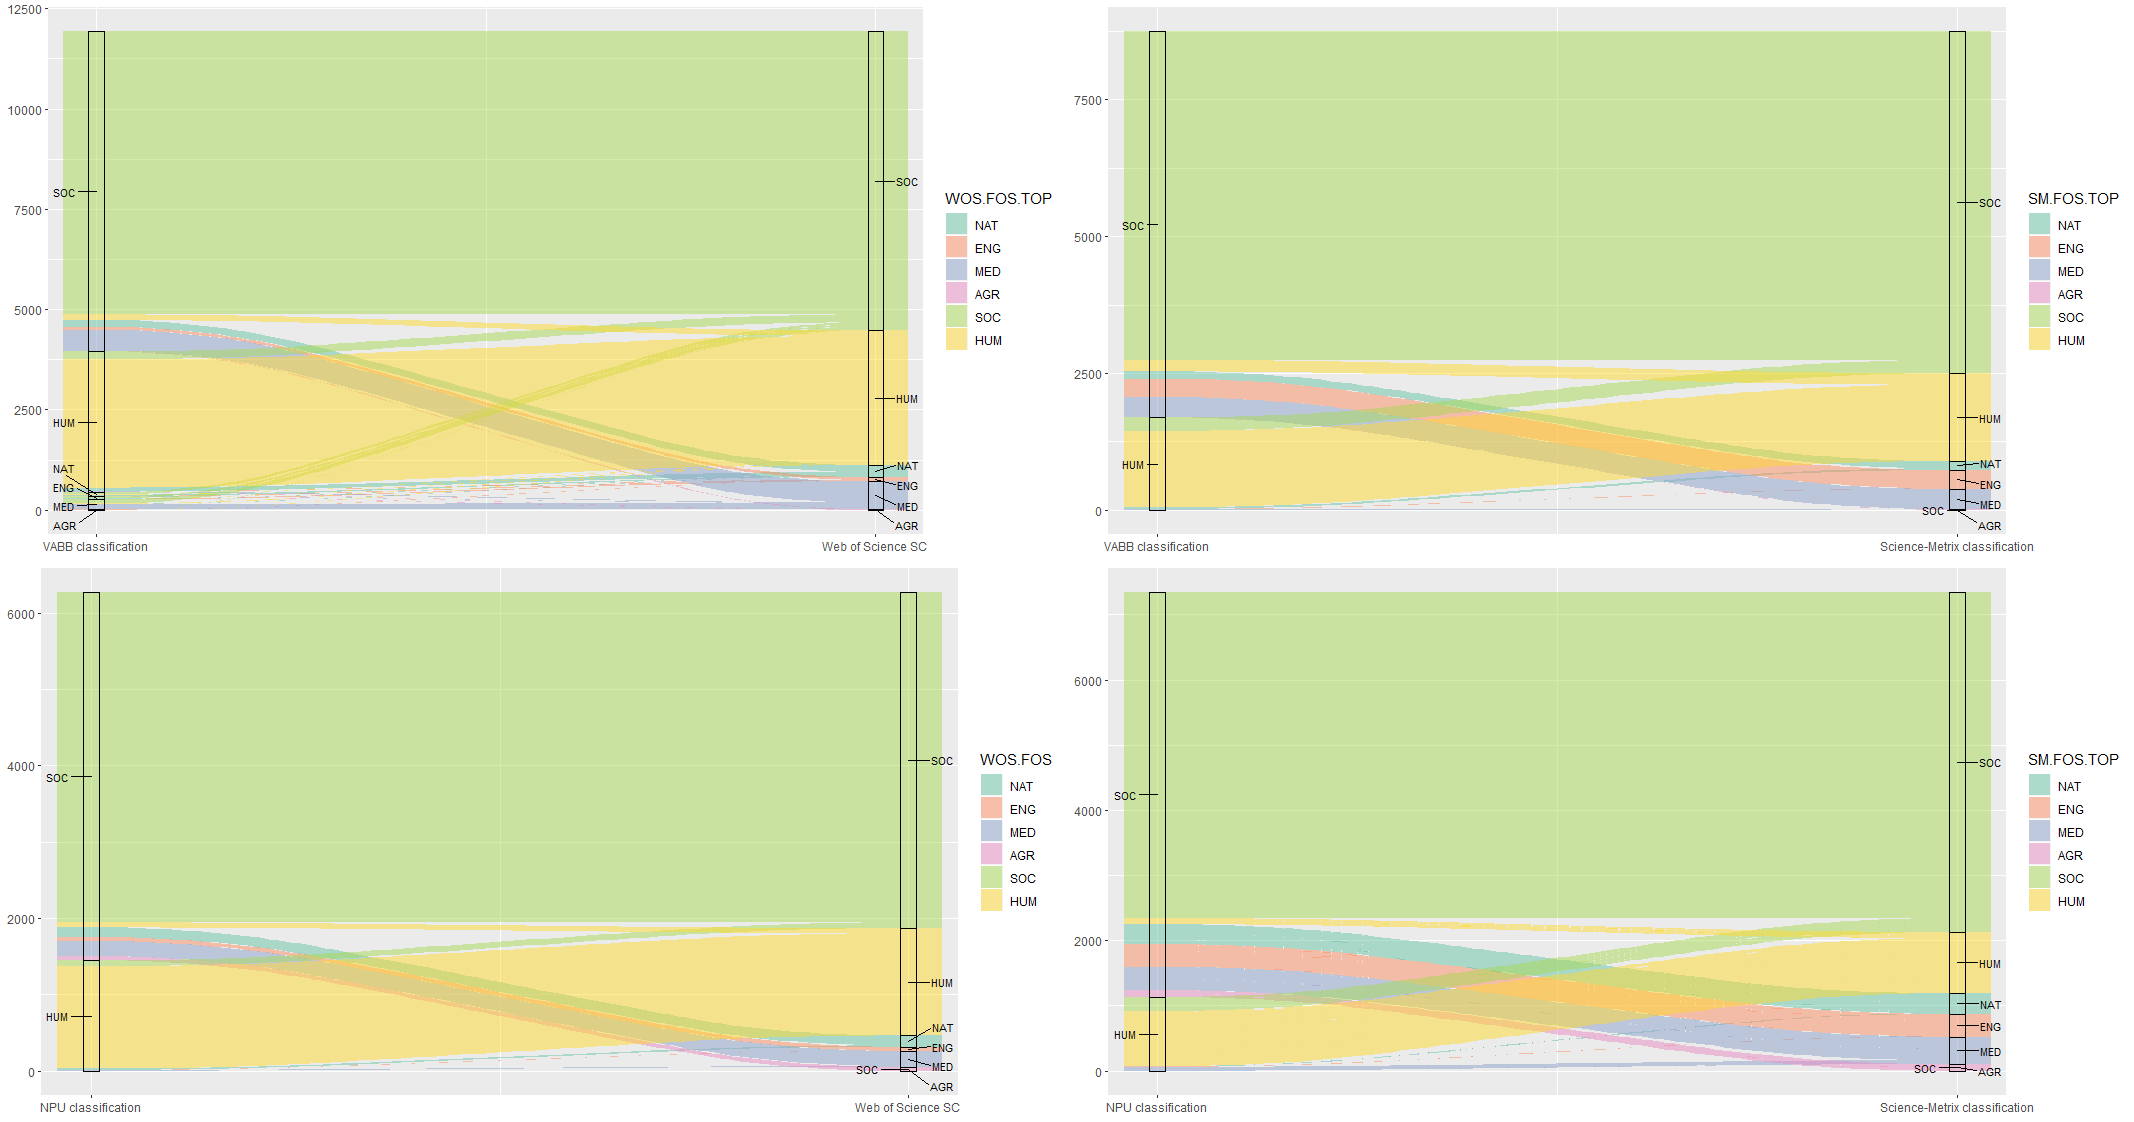 12500
10000
7500
5000
2500
0
SOC
HUM
NAT
ENG
MED
AGR
SOC
HUM
NAT
ENG
MED
AGR
VABB classification
Web of Science SC
WOS.FOS.TOP
NAT
ENG
MED
AGR
SOC
HUM
7500
5000
2500
0
SOC
HUM
SOC
HUM
NAT
ENG
MED
SOC
AGR
VABB classification
Science-Metrix classification
SM.FOS.TOP
NAT
ENG
MED
AGR
SOC
HUM
6000
4000
2000
0
SOC
HUM
SOC
HUM
NAT
ENG
MED
SOC
AGR
NPU classification
Web of Science SC
WOS.FOS
NAT
ENG
MED
AGR
SOC
HUM
6000
4000
2000
0
SOC
HUM
SOC
HUM
NAT
ENG
MED
SOC
AGR
NPU classification
Science-Metrix classification
SM.FOS.TOP
NAT
ENG
MED
AGR
SOC
HUM